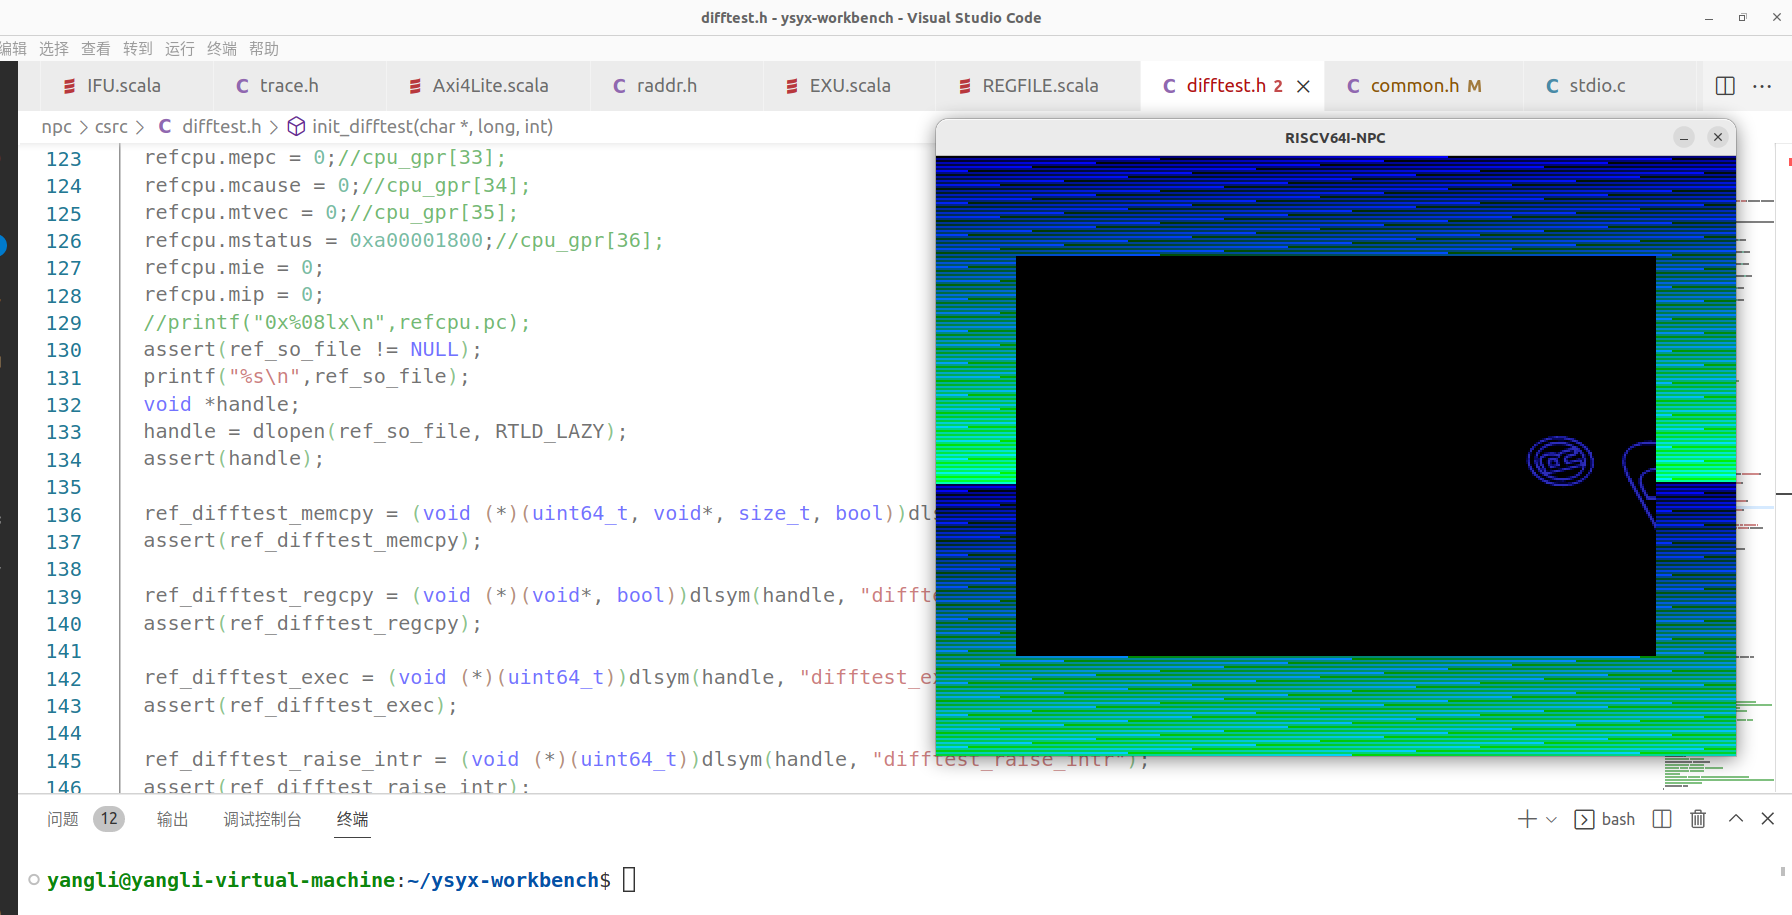 difftest.h - ysyx-workbench - Visual Studio Code
编辑 选择 查看 转到 运行 终端 帮助
IFU.scala C trace.h Axi4Lite.scala C raddr.h EXU.scala REGFILE.scala C difftest.h 2 C common.h M C stdio.c
npc > csrc > C difftest.h > init_difftest(char *, long, int)
RISCV64I-NPC
123 refcpu.mepc = 0;//cpu_gpr[33];
124 refcpu.mcause = 0;//cpu_gpr[34];
125 refcpu.mtvec = 0;//cpu_gpr[35];
126 refcpu.mstatus = 0xa00001800;//cpu_gpr[36];
127 refcpu.mie = 0;
128 refcpu.mip = 0;
129 //printf("0x%08lx\n",refcpu.pc);
130 assert(ref_so_file != NULL);
131 printf("%s\n",ref_so_file);
132 void *handle;
133 handle = dlopen(ref_so_file, RTLD_LAZY);
134 assert(handle);
135
136 ref_difftest_memcpy = (void (*)(uint64_t, void*, size_t, bool))dls
137 assert(ref_difftest_memcpy);
138
139 ref_difftest_regcpy = (void (*)(void*, bool))dlsym(handle, "diffte
140 assert(ref_difftest_regcpy);
141
142 ref_difftest_exec = (void (*)(uint64_t))dlsym(handle, "difftest_ex
143 assert(ref_difftest_exec);
144
145 ref_difftest_raise_intr = (void (*)(uint64_t))dlsym(handle, "difftest_raise_intr");
146 assert(ref_difftest_raise_intr);
问题 12 输出 调试控制台 终端 bash
yangli@yangli-virtual-machine:~/ysyx-workbench$